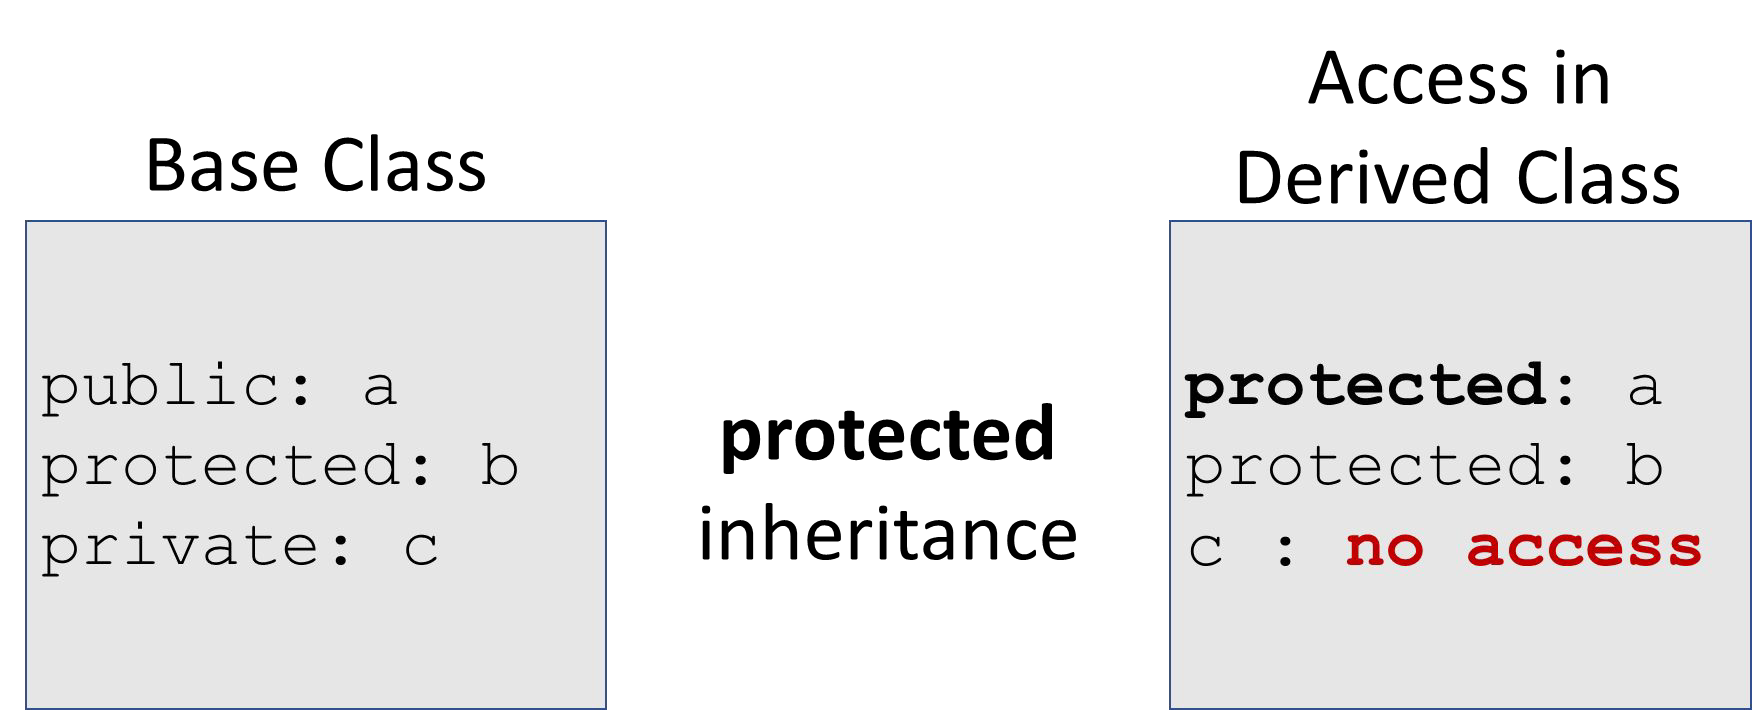 Base Class
public: a
protected: b
private: c
protected
inheritance
Access in
Derived Class
protected: a
protected: b
c : no access